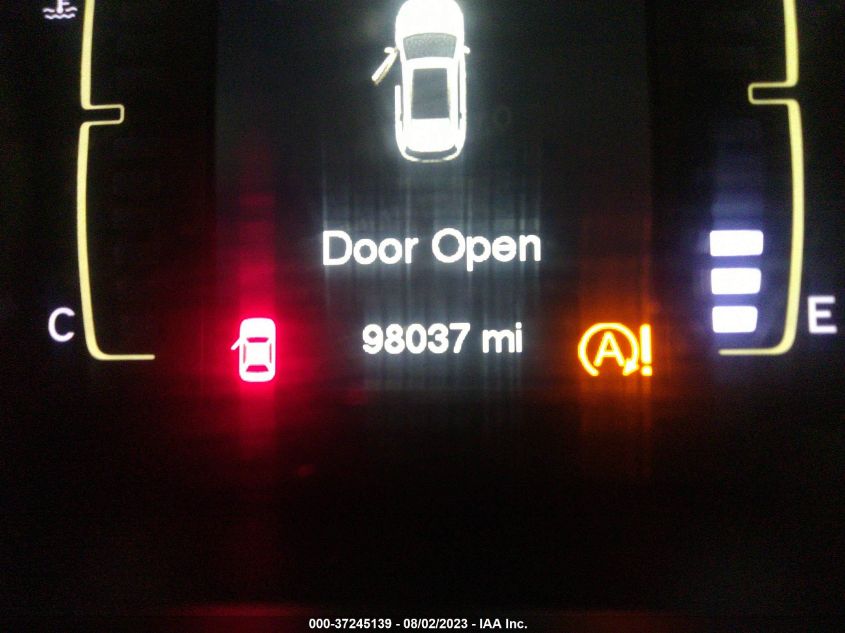 Door Open
C
98037 mi
A!
E
000-37245139 - 08/02/2023 - IAA Inc.